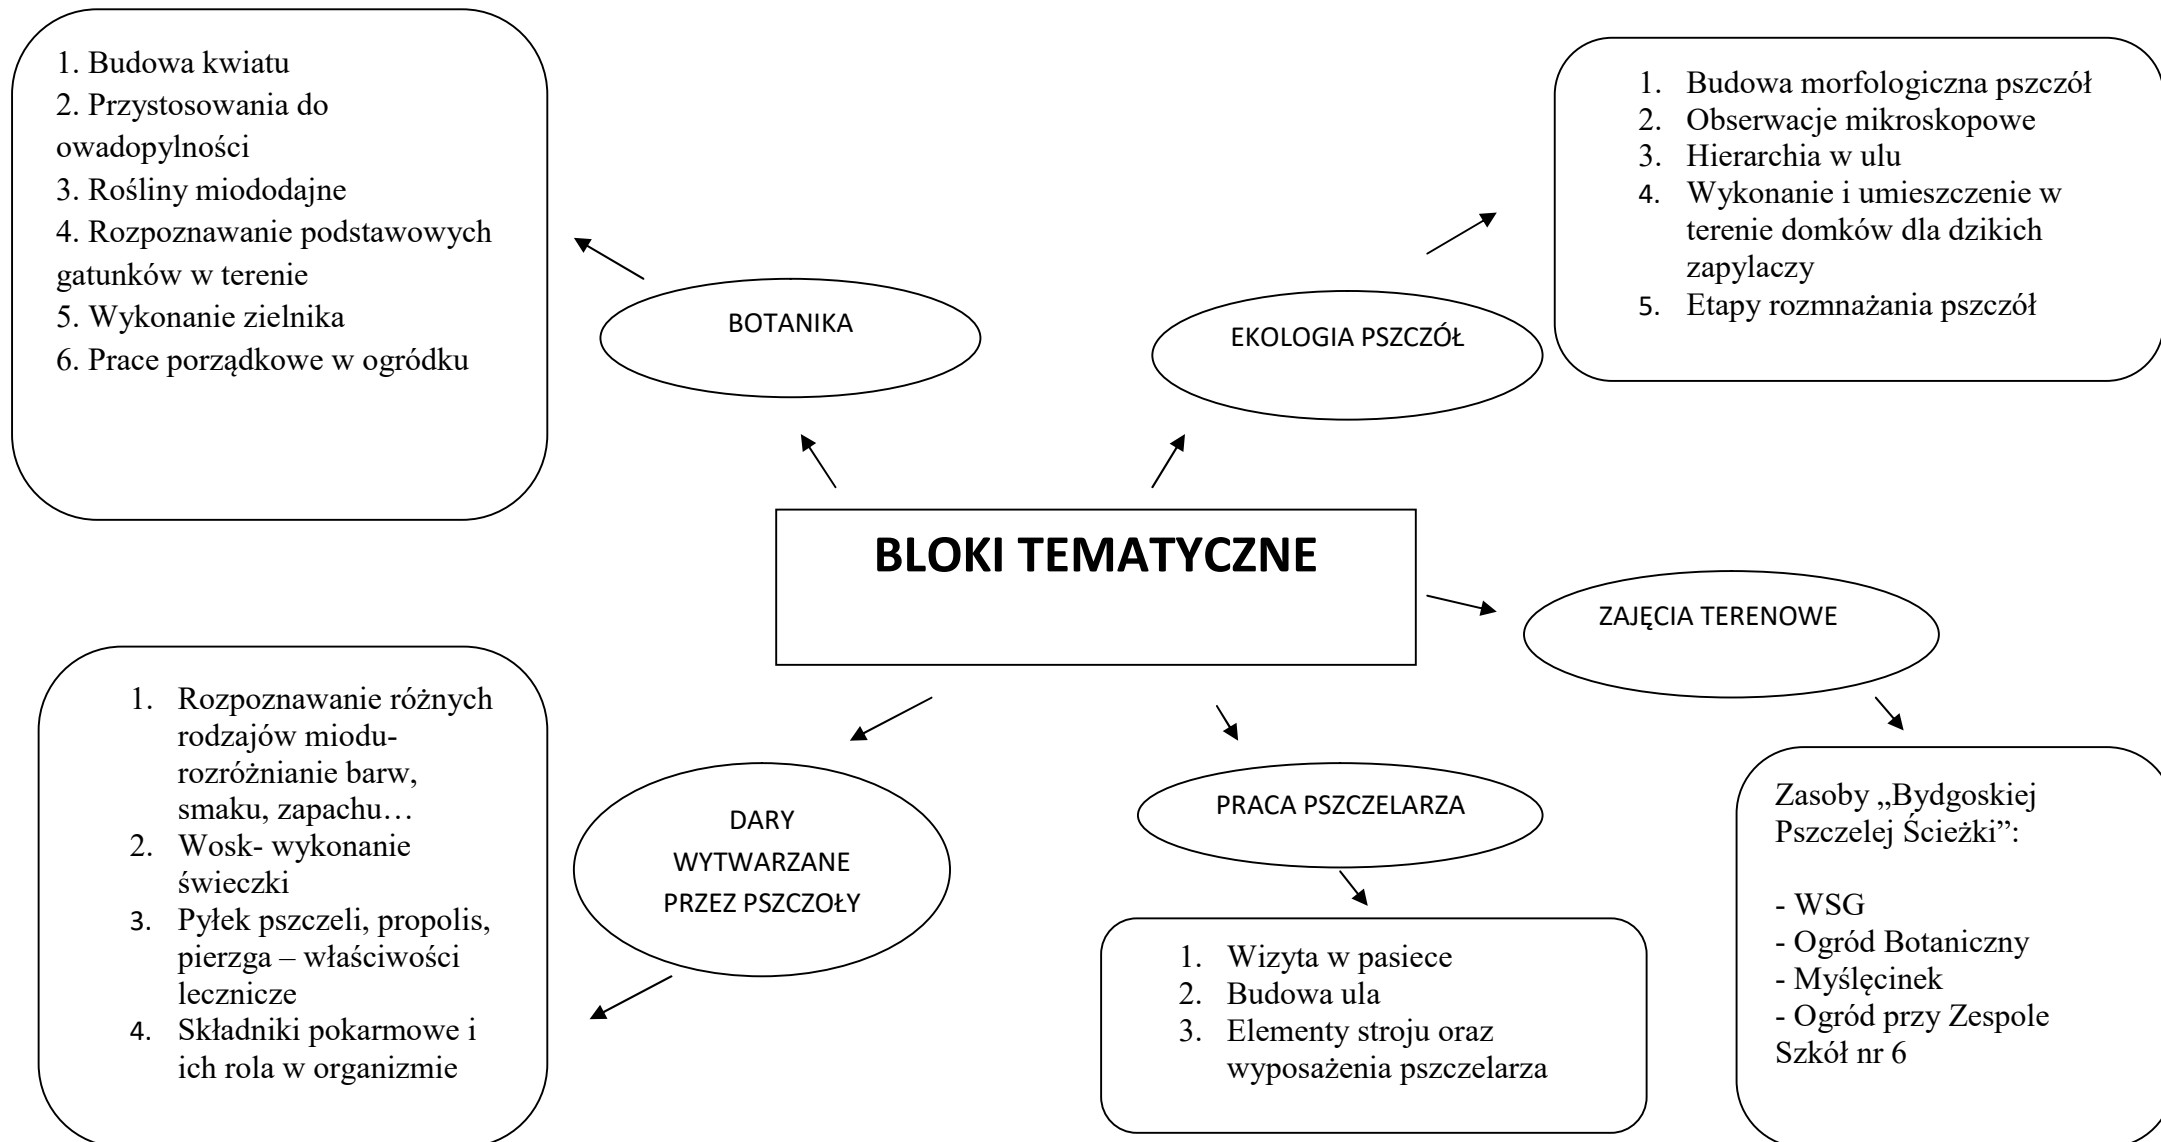 1. Budowa kwiatu
2. Przystosowania do
owadopylności
3. Rośliny miododajne
4. Rozpoznawanie podstawowych
gatunków w terenie
5. Wykonanie zielnika
6. Prace porządkowe w ogródku
1. Budowa morfologiczna pszczół
2. Obserwacje mikroskopowe
3. Hierarchia w ulu
4. Wykonanie i umieszczenie w
terenie domków dla dzikich
zapylaczy
5. Etapy rozmnażania pszczół
BOTANIKA
EKOLOGIA PSZCZÓŁ
BLOKI TEMATYCZNE
ZAJĘCIA TERENOWE
1. Rozpoznawanie różnych
rodzajów miodu-
rozróżnianie barw,
smaku, zapachu…
2. Wosk- wykonanie
świeczki
3. Pyłek pszczeli, propolis,
pierzga – właściwości
lecznicze
4. Składniki pokarmowe i
ich rola w organizmie
DARY
WYTWARZANE
PRZEZ PSZCZOŁY
PRACA PSZCZELARZA
1. Wizyta w pasiece
2. Budowa ula
3. Elementy stroju oraz
wyposażenia pszczelarza
Zasoby „Bydgoskiej
Pszczelej Ścieżki”:
- WSG
- Ogród Botaniczny
- Myślęcinek
- Ogród przy Zespole
Szkół nr 6